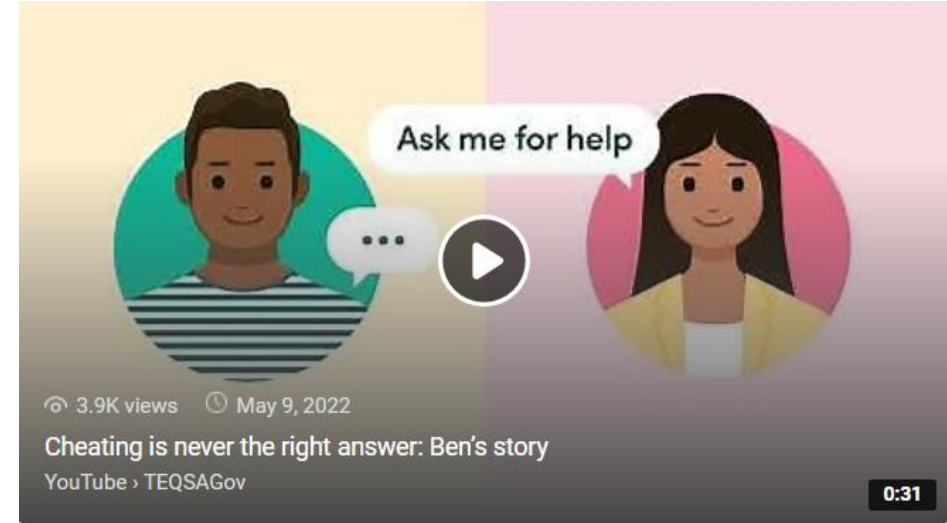 Ask me for help
...
3.9K views May 9, 2022
Cheating is never the right answer: Ben’s story
YouTube › TEQSAGov
0:31